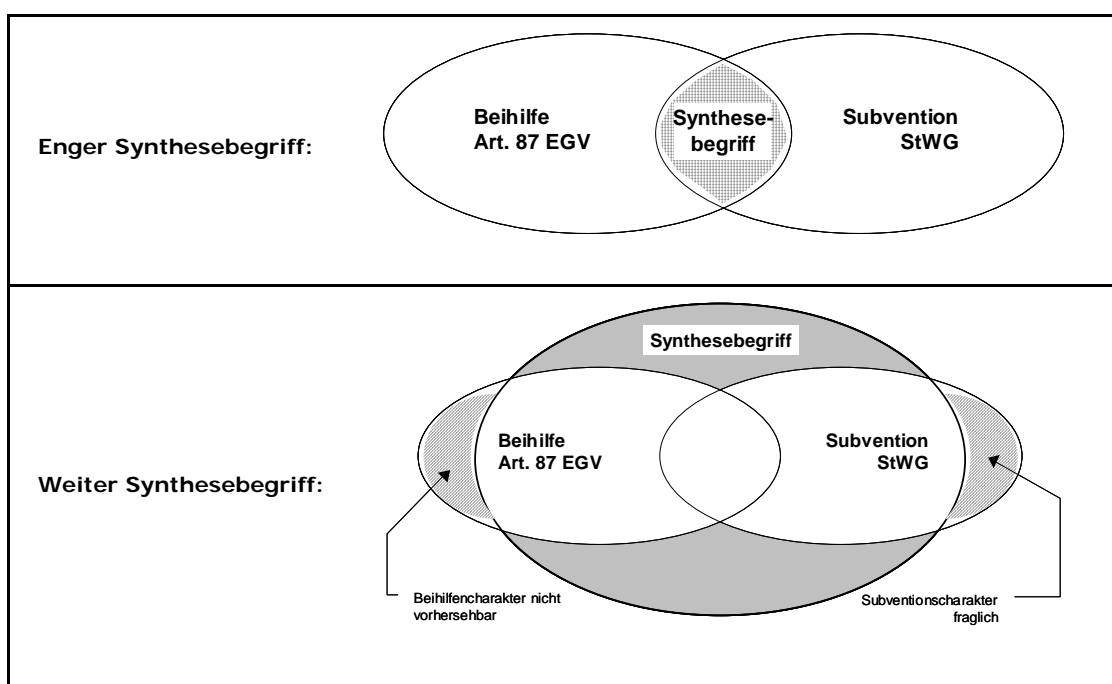 Enger Synthesebegriff:
Beihilfe
Art. 87 EGV
Synthese-
begriff
Subvention
StWG
Weiter Synthesebegriff:
Synthesebegriff
Beihilfe
Art. 87 EGV
Subvention
StWG
Beihilfencharakter nicht
vorhersehbar
Subventionscharakter
fraglich